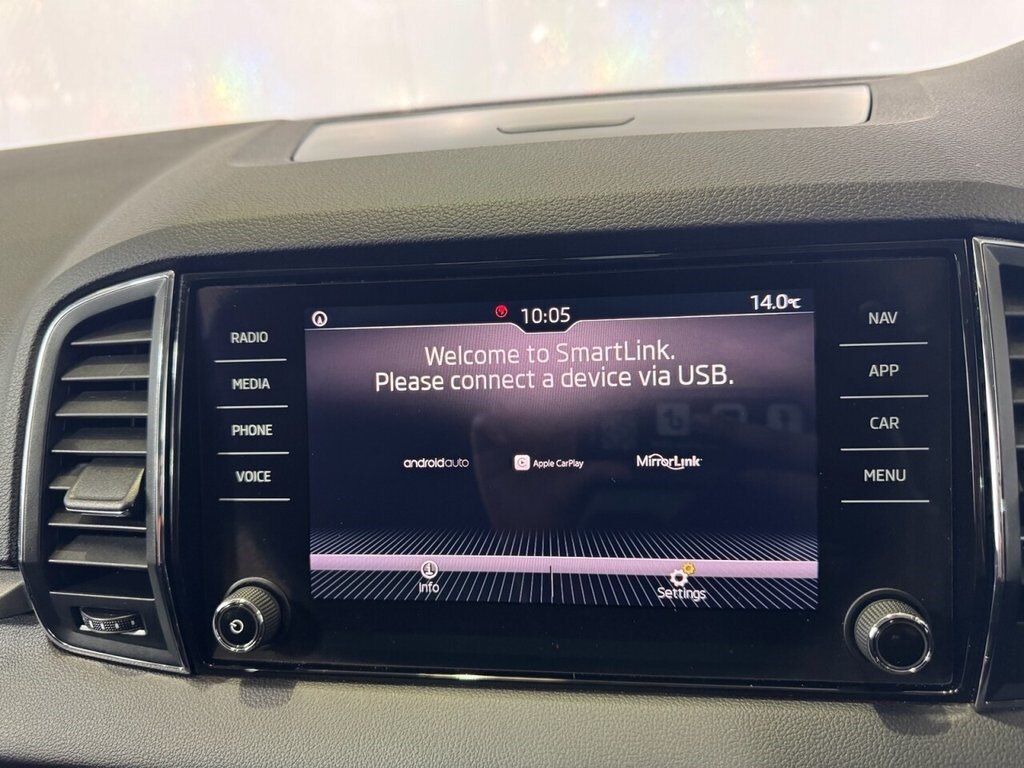 10:05
14.0°C
Welcome to SmartLink.
Please connect a device via USB.
androidauto
Apple CarPlay
MirrorLink
Info
Settings
RADIO
MEDIA
PHONE
VOICE
NAV
APP
CAR
MENU